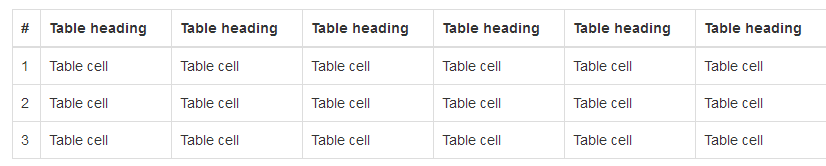 # Table heading Table heading Table heading Table heading Table heading Table heading
1 Table cell Table cell Table cell Table cell Table cell Table cell
2 Table cell Table cell Table cell Table cell Table cell Table cell
3 Table cell Table cell Table cell Table cell Table cell Table cell